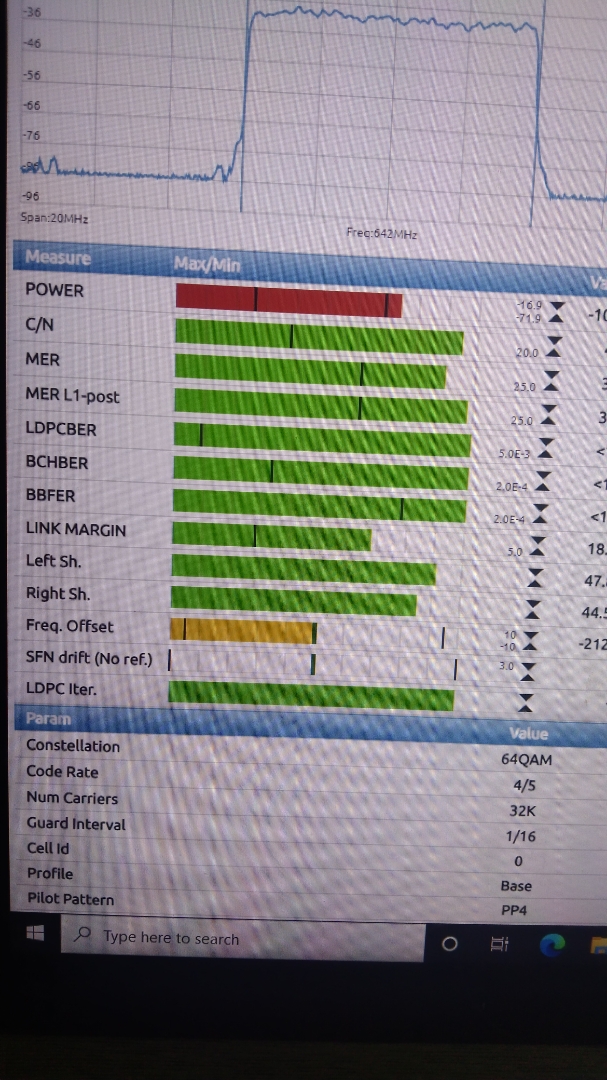 -36
-46
-56
-66
-76
-86
-96
Span:20MHz
Freq:642MHz
Measure Max/Min Va
POWER -16.9 -71.9 -10
C/N 20.0
MER 25.0 3
MER L1-post 25.0 3
LDPCBER 5.0E-3 <
BCHBER 2.0E-4 <1
BBFER 2.0E-4 <1
LINK MARGIN 5.0 18.
Left Sh. 47.
Right Sh. 44.5
Freq. Offset 10 -10 -212
SFN drift (No ref.) 3.0
LDPC Iter.
Param Value
Constellation 64QAM
Code Rate 4/5
Num Carriers 32K
Guard Interval 1/16
Cell Id 0
Profile Base
Pilot Pattern PP4
Type here to search